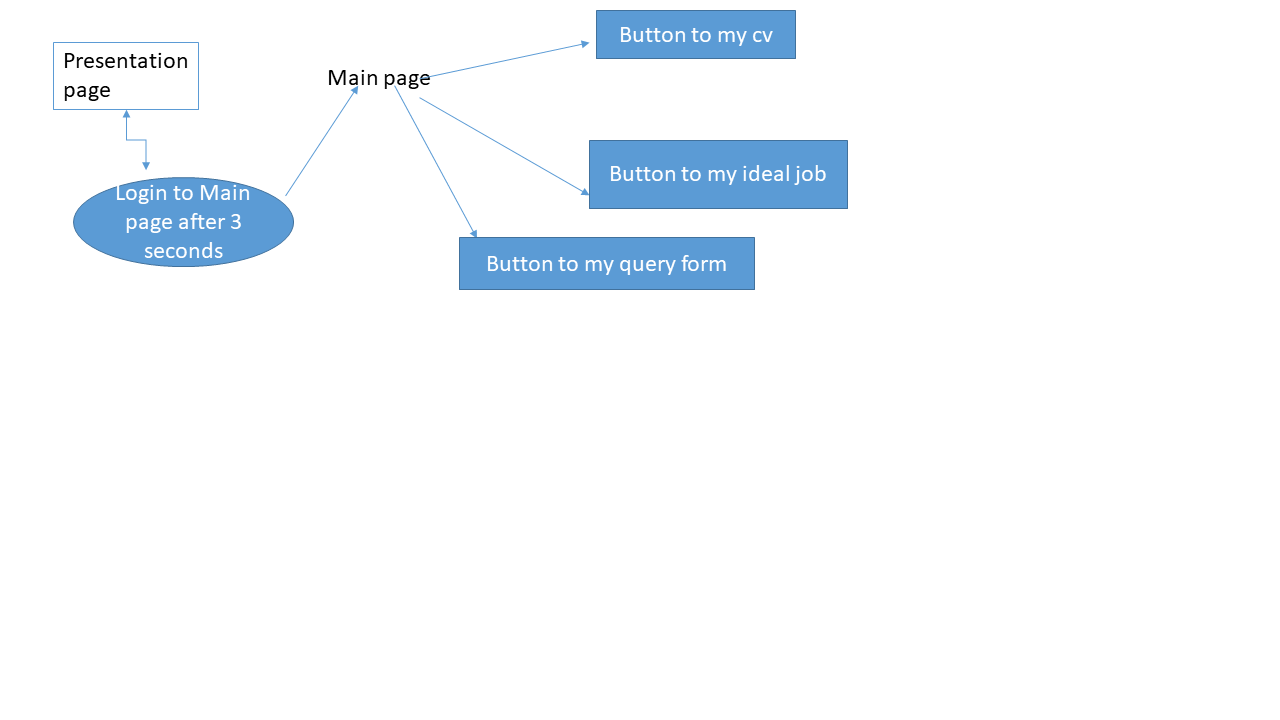 Presentation
page
Login to Main
page after 3
seconds
Main page
Button to my cv
Button to my ideal job
Button to my query form